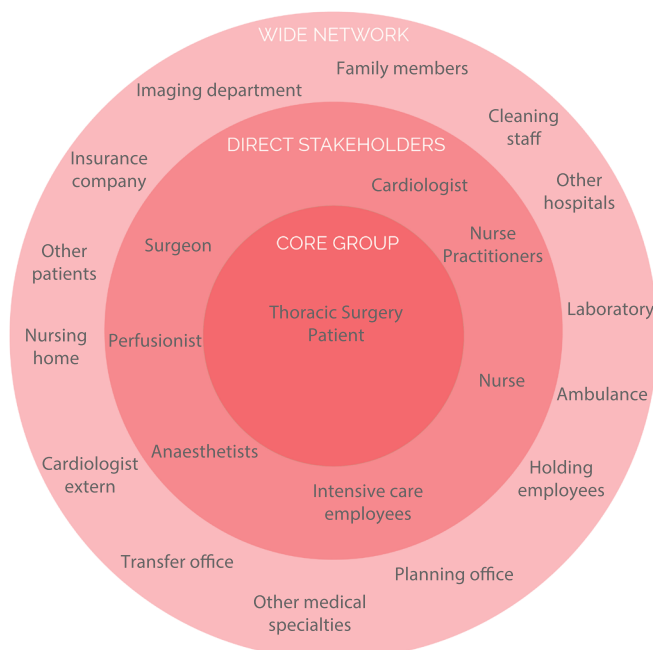 WIDE NETWORK
Family members
Imaging department
Cleaning
staff
Insurance
company
Other
hospitals
Other
patients
Laboratory
Nursing
home
Ambulance
Cardiologist
extern
Holding
employees
Transfer office
Planning office
Other medical
specialties
DIRECT STAKEHOLDERS
Cardiologist
Surgeon
Nurse
Practitioners
Perfusionist
Nurse
Anaesthetists
Intensive care
employees
CORE GROUP
Thoracic Surgery
Patient